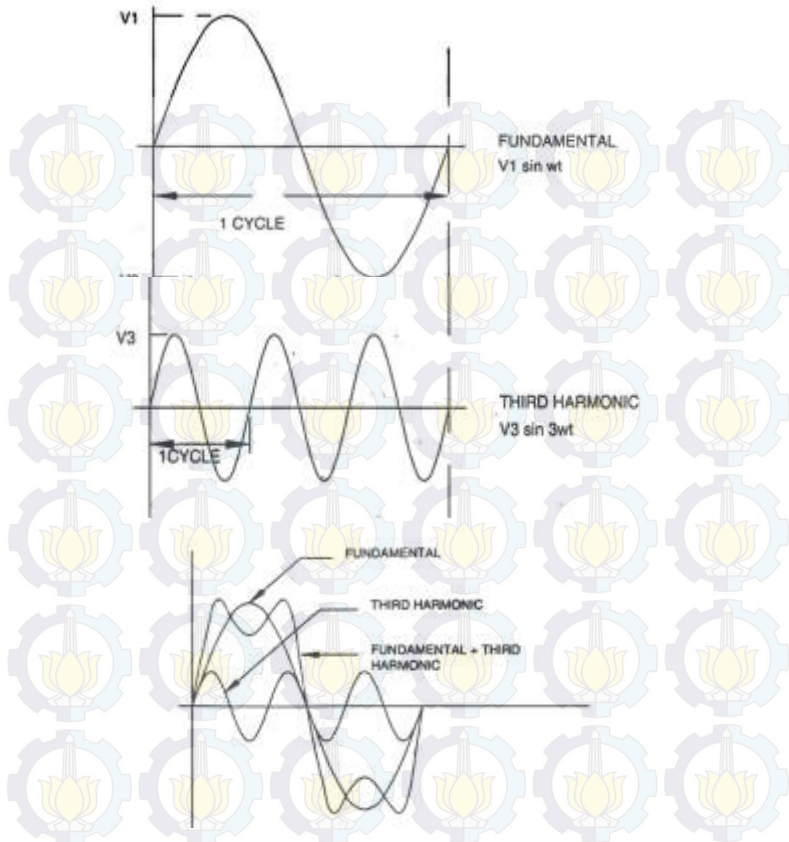 V1
FUNDAMENTAL
V1 sin wt
1 CYCLE
V3
THIRD HARMONIC
V3 sin 3wt
1CYCLE
FUNDAMENTAL
THIRD HARMONIC
FUNDAMENTAL + THIRD
HARMONIC